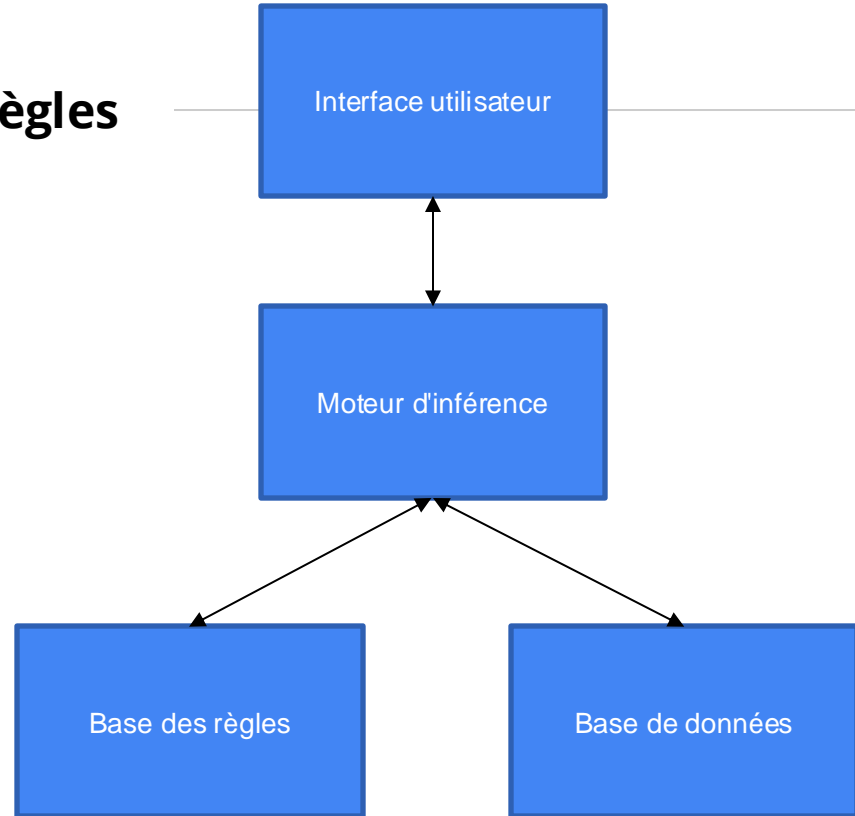 ègles
Interface utilisateur
Moteur d'inférence
Base des règles
Base de données